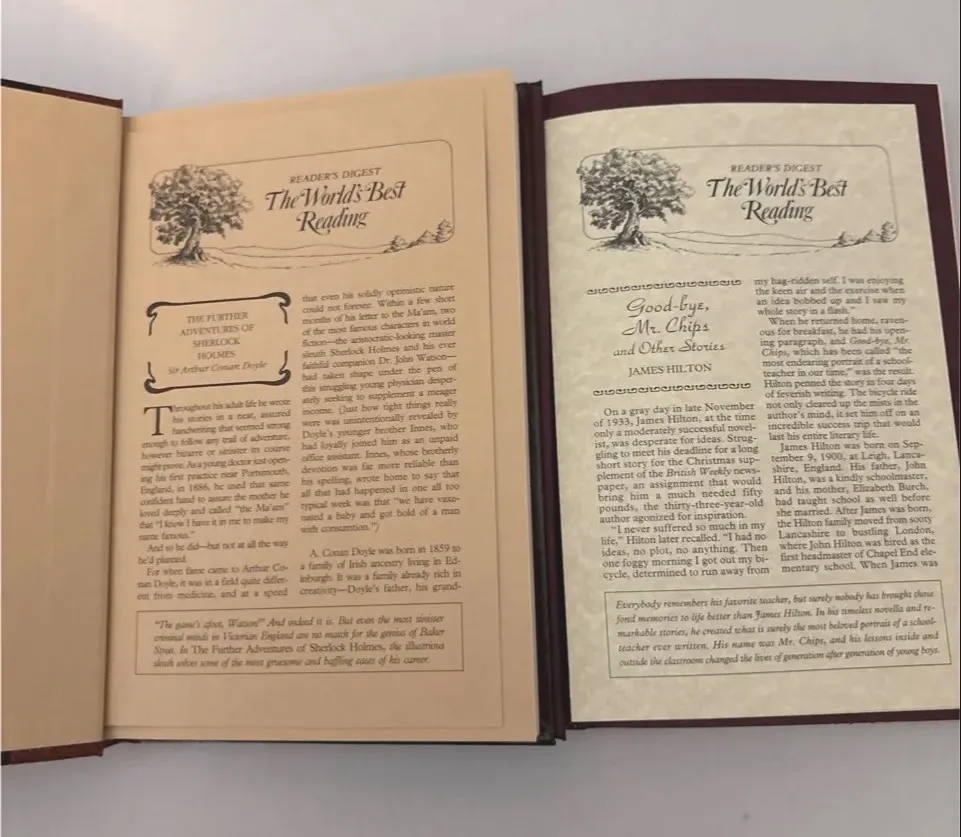 READER'S DIGEST
The World's Best
Reading
THE FURTHER
ADVENTURES OF
SHERLOCK
HOLMES
Sir Arthur Conan Doyle
Throughout his adult life he wrote
his stories in a neat, assured
handwriting that seemed strong
enough to follow any trail of adventure,
however bizarre or sinister its course
might prove. As a young doctor just open-
ing his first practice near Portsmouth,
England, in 1886, he used that same
confident hand to assure the mother he
loved deeply and called "the Ma'am"
that "I know I have it in me to make my
name famous."
And so he did—but not at all the way
he'd planned.
For when fame came to Arthur Co-
nan Doyle, it was in a field quite differ-
ent from medicine, and at a speed
that even his solidly optimistic nature
could not foresee. Within a few short
months of his letter to the Ma'am, two
of the most famous characters in world
fiction—the aristocratic-looking master
sleuth Sherlock Holmes and his ever
faithful companion Dr. John Watson—
had taken shape under the pen of
this struggling young physician desper-
ately seeking to supplement a meager
income. (Just how tight things really
were was unintentionally revealed by
Doyle's younger brother Innes, who
had loyally joined him as an unpaid
office assistant. Innes, whose brotherly
devotion was far more reliable than
his spelling, wrote home to say that
all that had happened in one all too
typical week was that "we have vaxe-
nated a baby and got hold of a man
with consumtion.")
A. Conan Doyle was born in 1859 to
a family of Irish ancestry living in Ed-
inburgh. It was a family already rich in
creativity—Doyle's father, his grand-
"The game's afoot, Watson!" And indeed it is. But even the most sinister
criminal minds in Victorian England are no match for the genius of Baker
Street. In The Further Adventures of Sherlock Holmes, the illustrious
sleuth solves some of the most gruesome and baffling cases of his career.
READER'S DIGEST
The World's Best
Reading
Good-bye,
Mr. Chips
and Other Stories
JAMES HILTON
On a gray day in late November
of 1933, James Hilton, at the time
only a moderately successful novel-
ist, was desperate for ideas. Strug-
gling to meet his deadline for a long
short story for the Christmas sup-
plement of the British Weekly news-
paper, an assignment that would
bring him a much needed fifty
pounds, the thirty-three-year-old
author agonized for inspiration.
"I never suffered so much in my
life," Hilton later recalled. "I had no
ideas, no plot, no anything. Then
one foggy morning I got out my bi-
cycle, determined to run away from
my hag-ridden self. I was enjoying
the keen air and the exercise when
an idea bobbed up and I saw my
whole story in a flash."
When he returned home, raven-
ous for breakfast, he had his open-
ing paragraph, and Good-bye, Mr.
Chips, which has been called "the
most endearing portrait of a school-
teacher in our time," was the result.
Hilton penned the story in four days
of feverish writing. The bicycle ride
not only cleared up the mists in the
author's mind, it set him off on an
incredible success trip that would
last his entire literary life.
James Hilton was born on Sep-
tember 9, 1900, at Leigh, Lanca-
shire, England. His father, John
Hilton, was a kindly schoolmaster,
and his mother, Elizabeth Burch,
had taught school as well before
she married. After James was born,
the Hilton family moved from sooty
Lancashire to bustling London,
where John Hilton was hired as the
first headmaster of Chapel End ele-
mentary school. When James was
Everybody remembers his favorite teacher, but surely nobody has brought those
fond memories to life better than James Hilton. In his timeless novella and re-
markable stories, he created what is surely the most beloved portrait of a school-
teacher ever written. His name was Mr. Chips, and his lessons inside and
outside the classroom changed the lives of generation after generation of young boys.